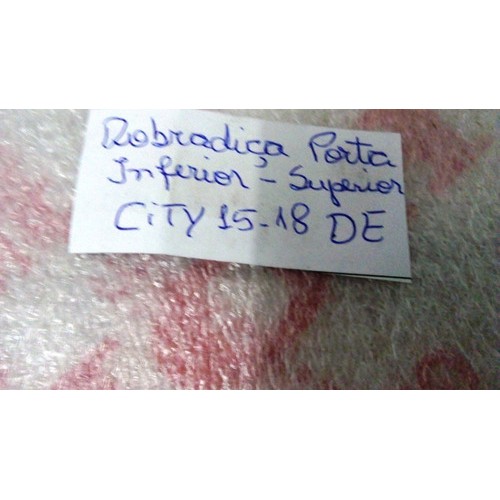 Dobradiça Porta
Inferior - Superior
CiTY 15-18 DE